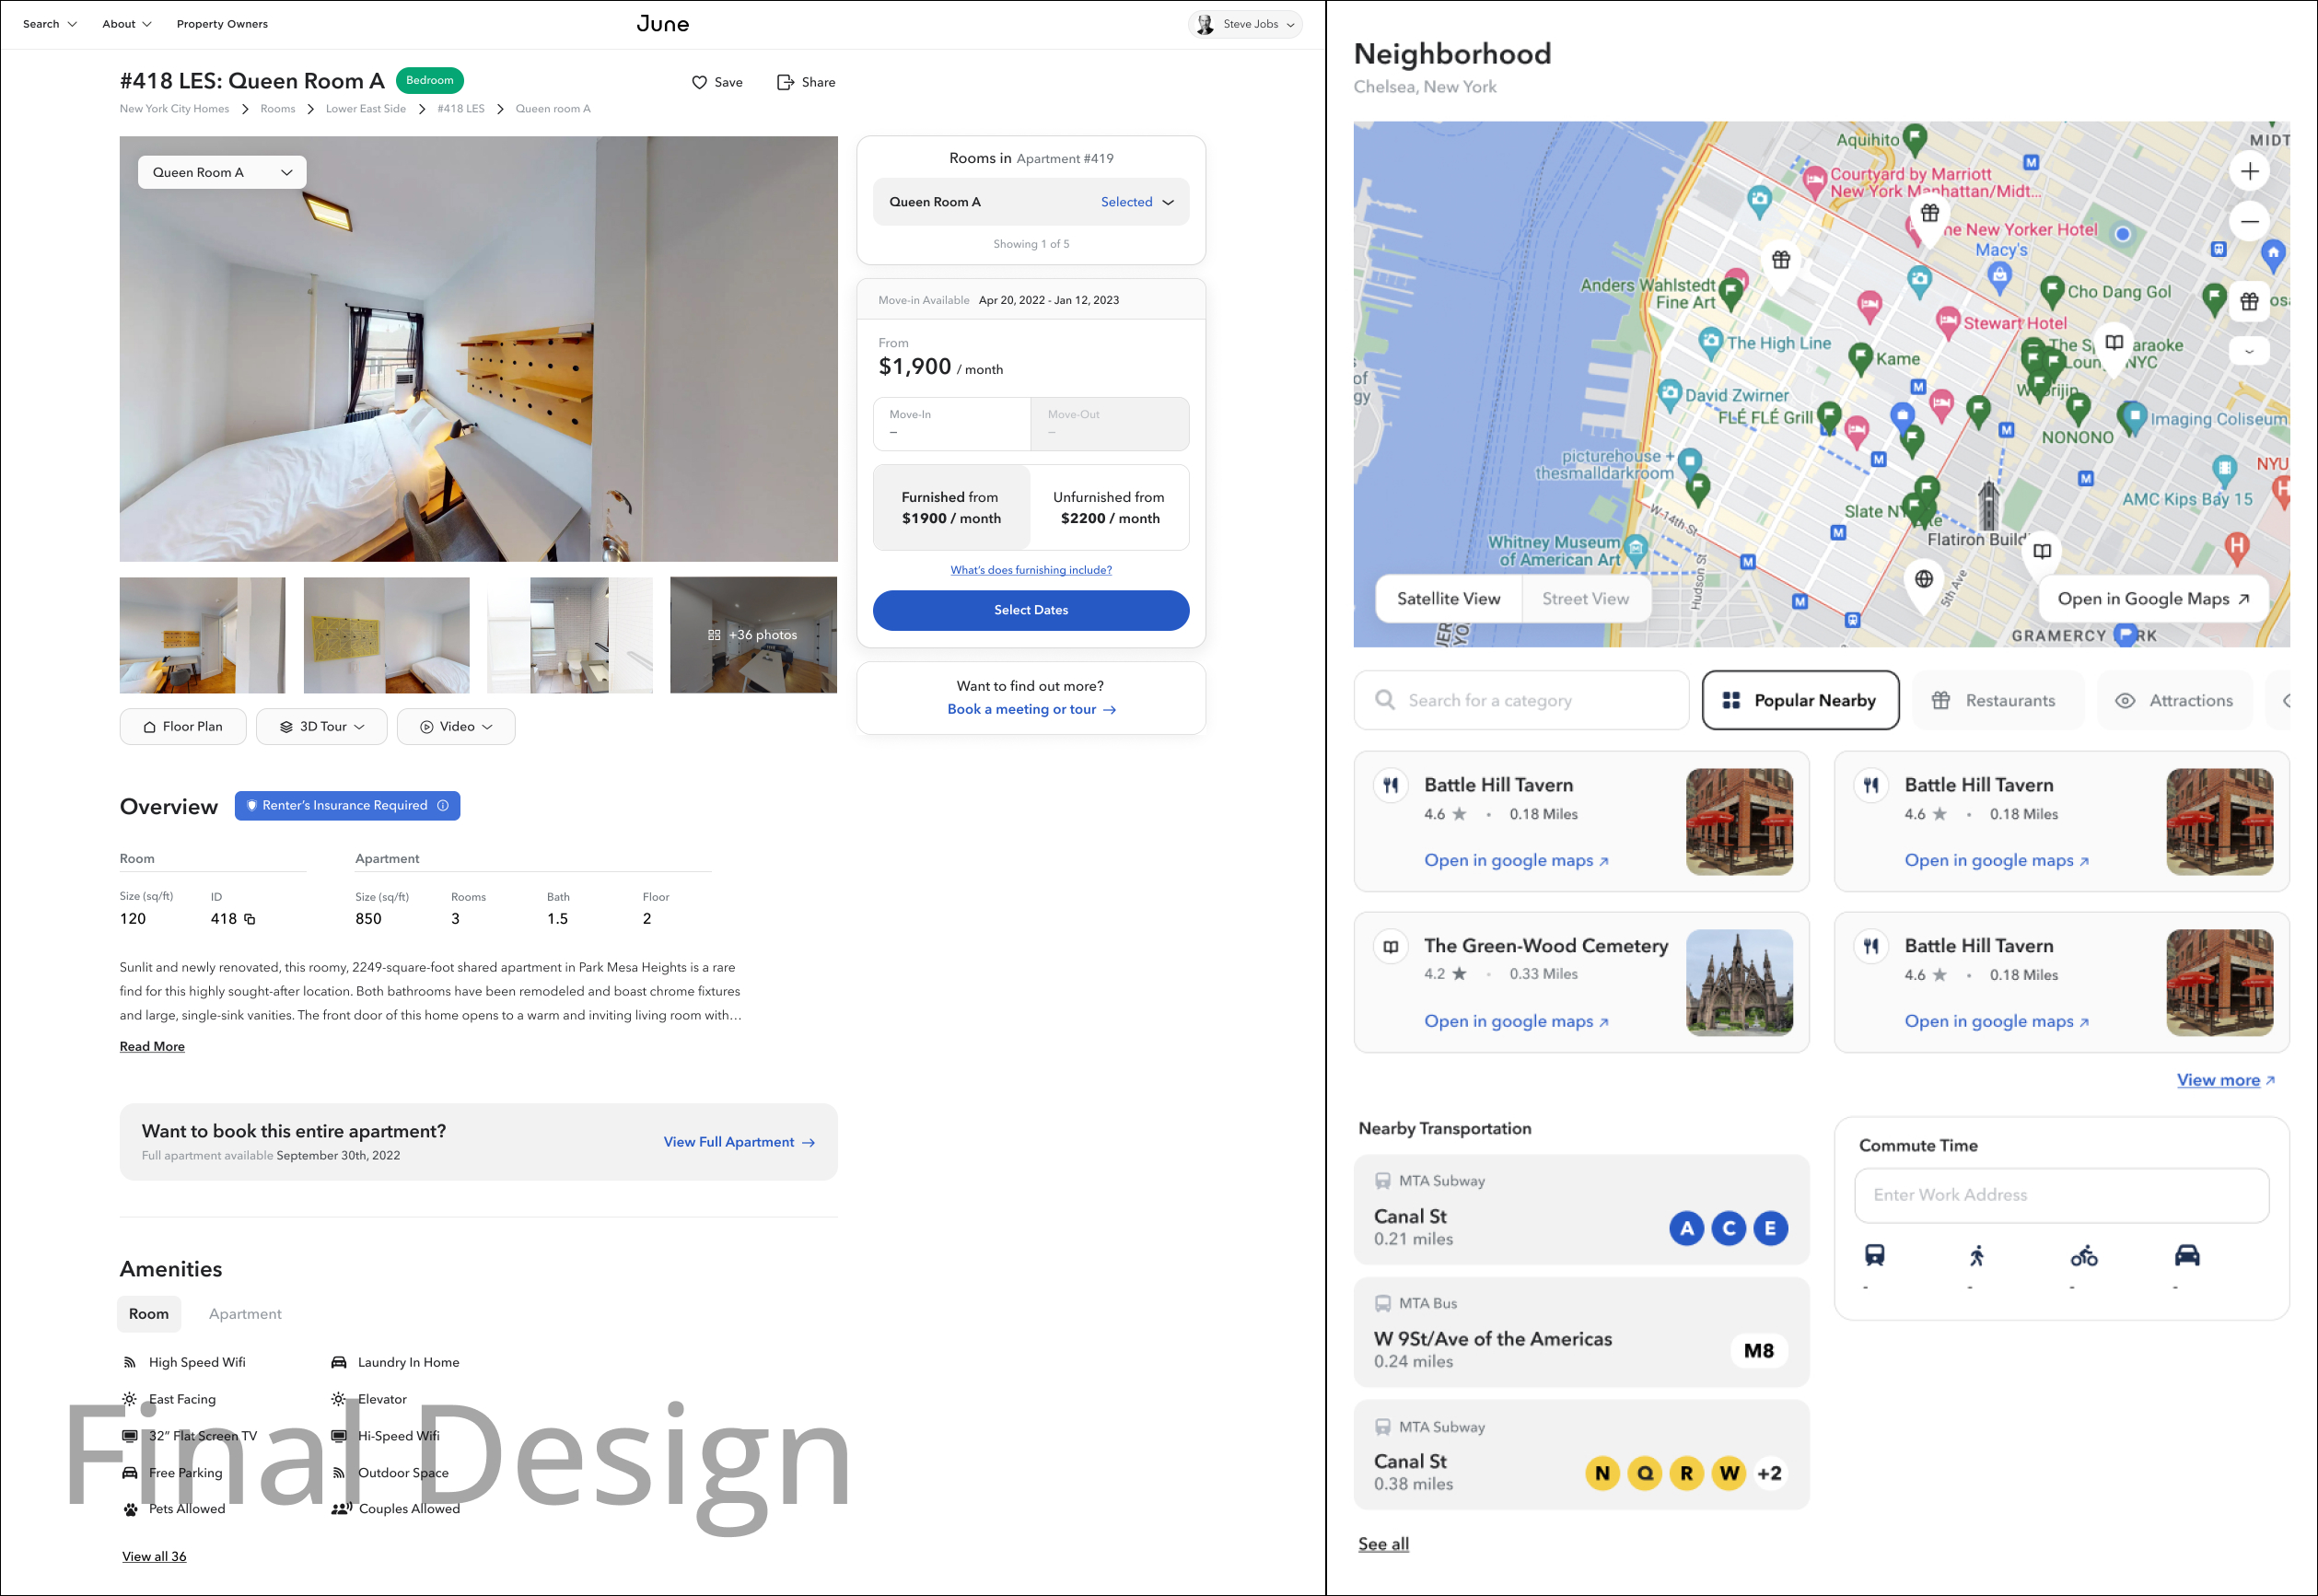 Search
About
Property Owners
June
Steve Jobs
#418 LES: Queen Room A
Bedroom
Save
Share
New York City Homes > Rooms > Lower East Side > #418 LES > Queen room A
Queen Room A
+36 photos
Floor Plan
3D Tour
Video
Rooms in Apartment #419
Queen Room A
Selected
Showing 1 of 5
Move-in Available Apr 20, 2022 - Jan 12, 2023
From
$1,900 / month
Move-In
–
Move-Out
–
Furnished from
$1900 / month
Unfurnished from
$2200 / month
What's does furnishing include?
Select Dates
Want to find out more?
Book a meeting or tour →
Overview
Renter's Insurance Required
Room
Apartment
Size (sq/ft)
ID
Size (sq/ft)
Rooms
Bath
Floor
120
418
850
3
1.5
2
Sunlit and newly renovated, this roomy, 2249-square-foot shared apartment in Park Mesa Heights is a rare
find for this highly sought-after location. Both bathrooms have been remodeled and boast chrome fixtures
and large, single-sink vanities. The front door of this home opens to a warm and inviting living room with…
Read More
Want to book this entire apartment?
Full apartment available September 30th, 2022
View Full Apartment →
Amenities
Room
Apartment
High Speed Wifi
Laundry In Home
East Facing
Elevator
32” Flat Screen TV
Hi-Speed Wifi
Free Parking
Outdoor Space
Pets Allowed
Couples Allowed
View all 36
Final Design
Neighborhood
Chelsea, New York
Aquihito
MIDT
Courtyard by Marriott
New York Manhattan/Midt...
The New Yorker Hotel
Macy's
Anders Wahlstedt
Fine Art
Cho Dang Gol
Stewart Hotel
The High Line
Kame
David Zwirner
FLÉ FLÉ Grill
Imaging Coliseum
NONONO
picturehouse +
thesmalldarkroom
NYU
AMC Kips Bay 15
W 14th St
Slate
Flatiron
Whitney Museum
of American Art
Hudson St
5th Ave
GRAMERCY
Satellite View
Street View
Open in Google Maps ↗
Search for a category
Popular Nearby
Restaurants
Attractions
Battle Hill Tavern
4.6 ★ • 0.18 Miles
Open in google maps ↗
Battle Hill Tavern
4.6 ★ • 0.18 Miles
Open in google maps ↗
The Green-Wood Cemetery
4.2 ★ • 0.33 Miles
Open in google maps ↗
Battle Hill Tavern
4.6 ★ • 0.18 Miles
Open in google maps ↗
View more ↗
Nearby Transportation
MTA Subway
Canal St
0.21 miles
A C E
MTA Bus
W 9St/Ave of the Americas
0.24 miles
M8
MTA Subway
Canal St
0.38 miles
N Q R W +2
See all
Commute Time
Enter Work Address
-
-
-
-